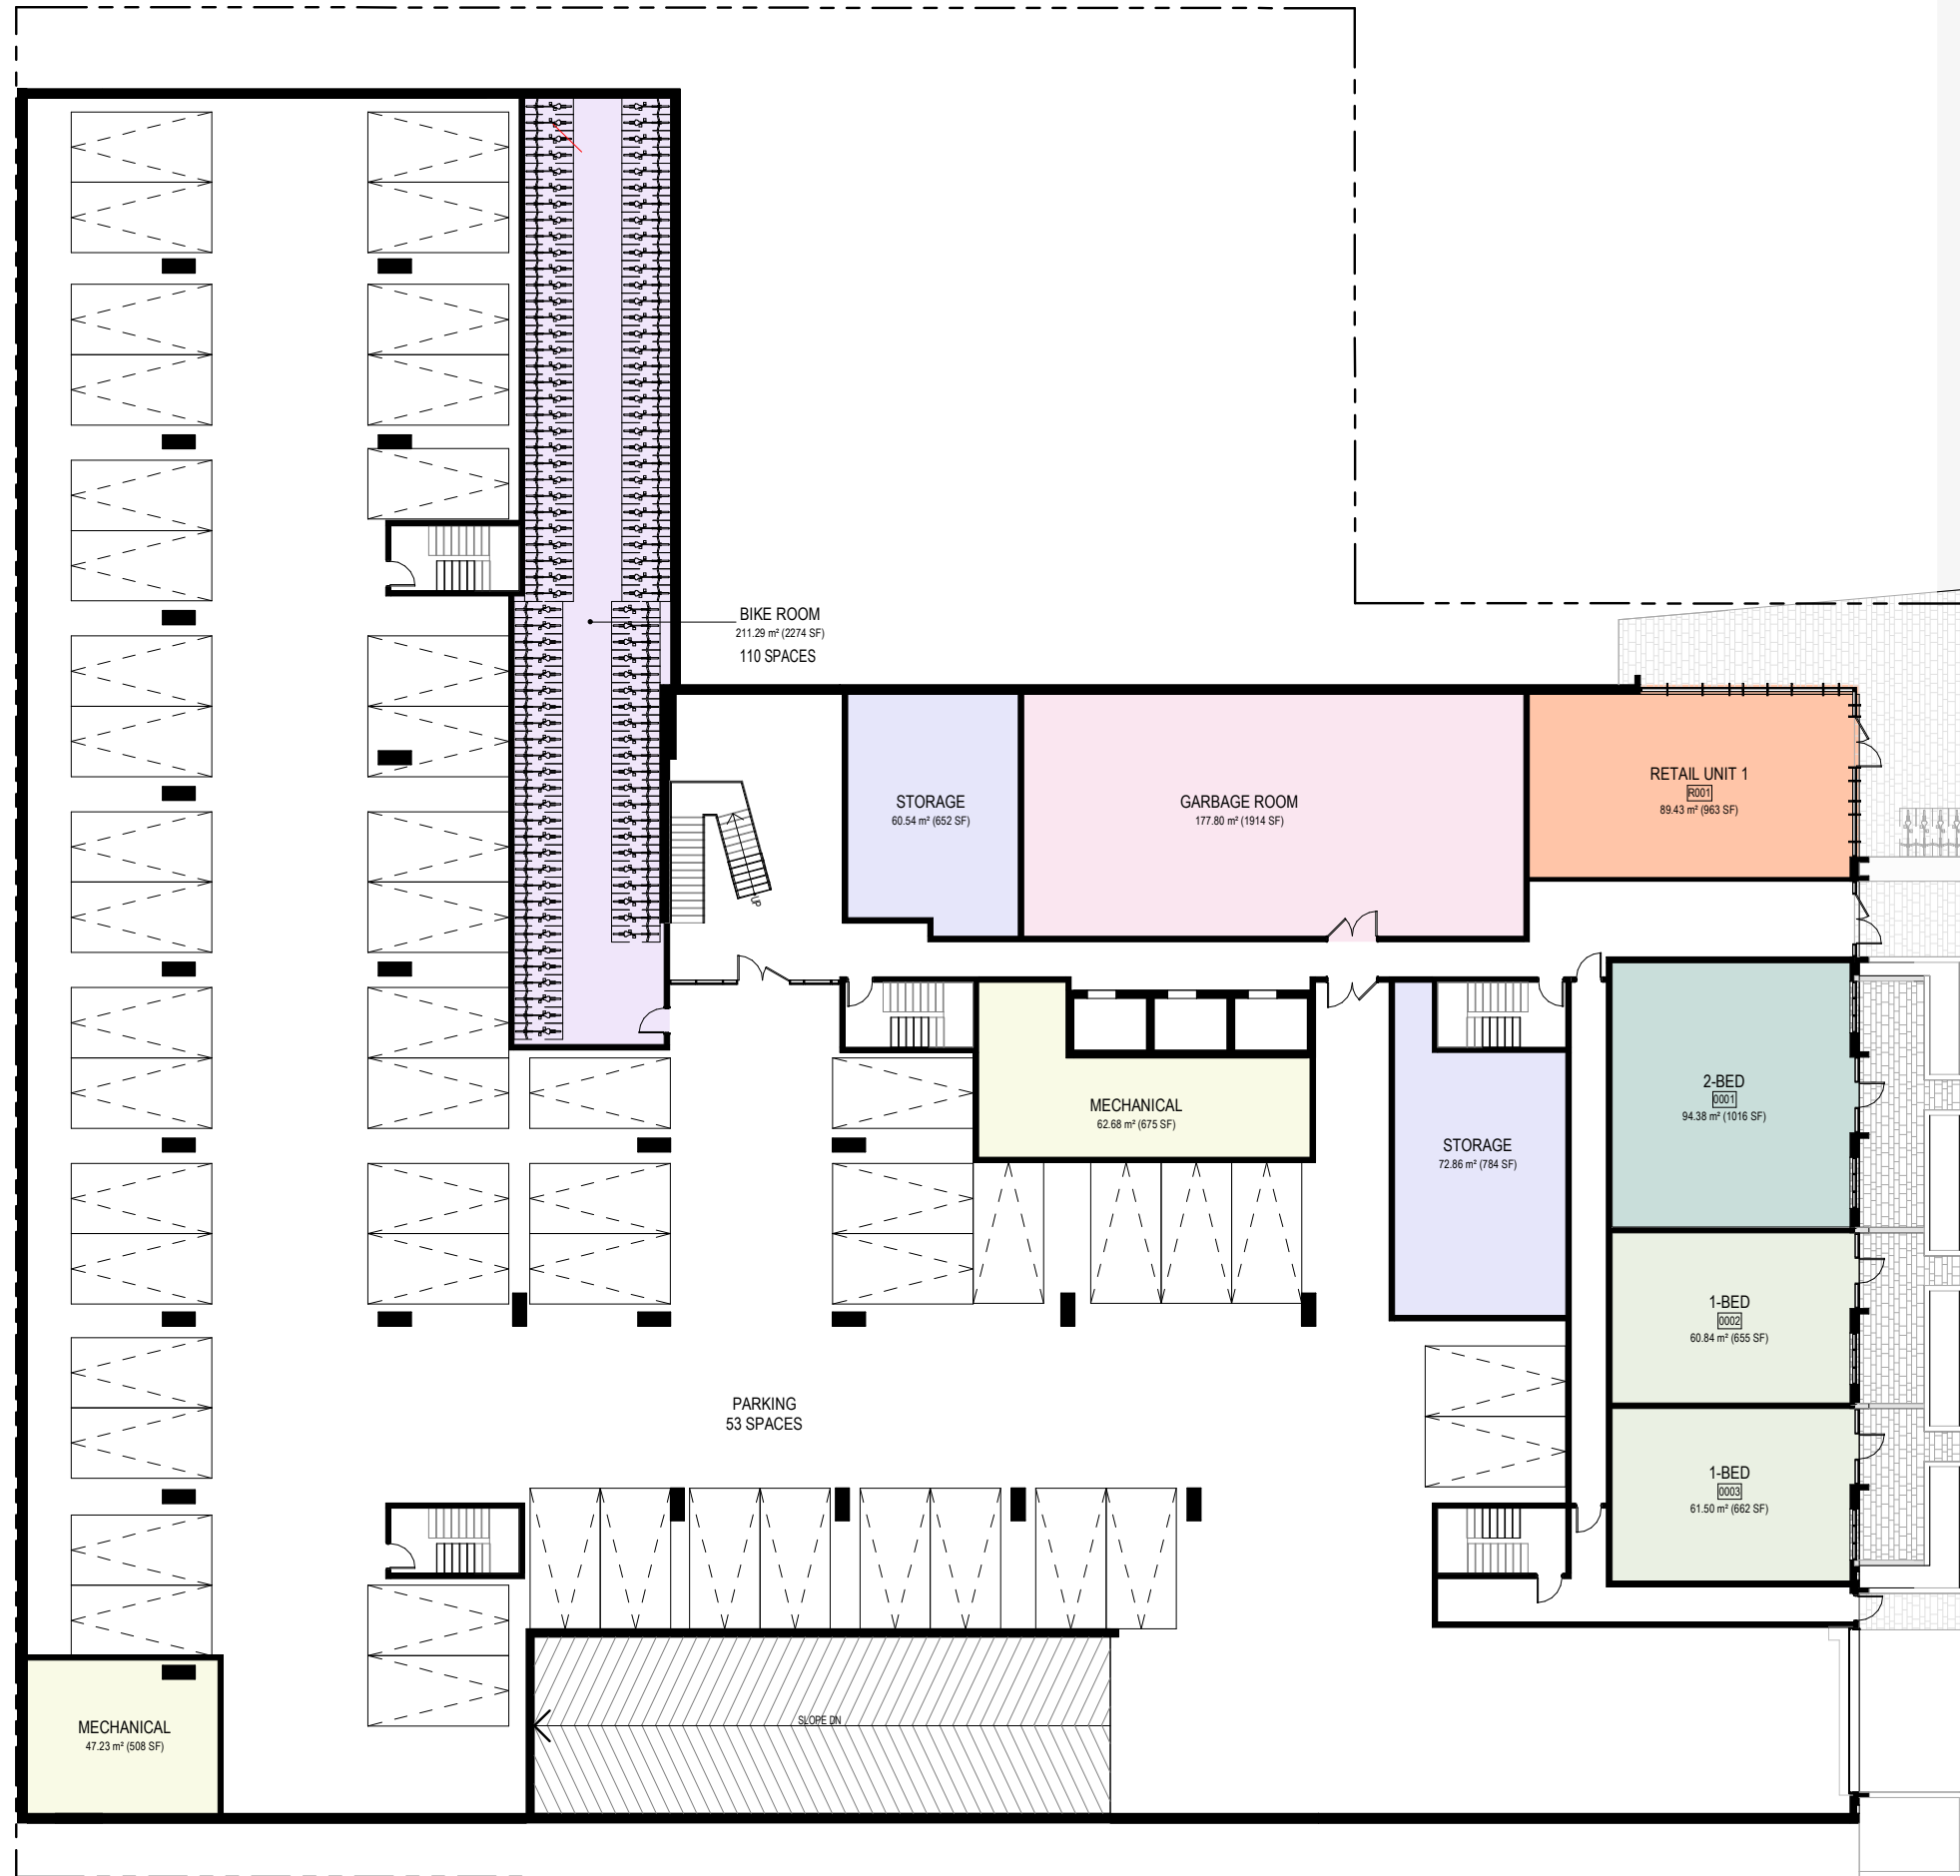 BIKE ROOM
211.29 m² (2274 SF)
110 SPACES
STORAGE
60.54 m² (652 SF)
GARBAGE ROOM
177.80 m² (1914 SF)
RETAIL UNIT 1
R001
89.43 m² (963 SF)
UP
MECHANICAL
62.68 m² (675 SF)
STORAGE
72.86 m² (784 SF)
2-BED
0001
94.38 m² (1016 SF)
1-BED
0002
60.84 m² (655 SF)
PARKING
53 SPACES
1-BED
0003
61.50 m² (662 SF)
MECHANICAL
47.23 m² (508 SF)
SLOPE DN